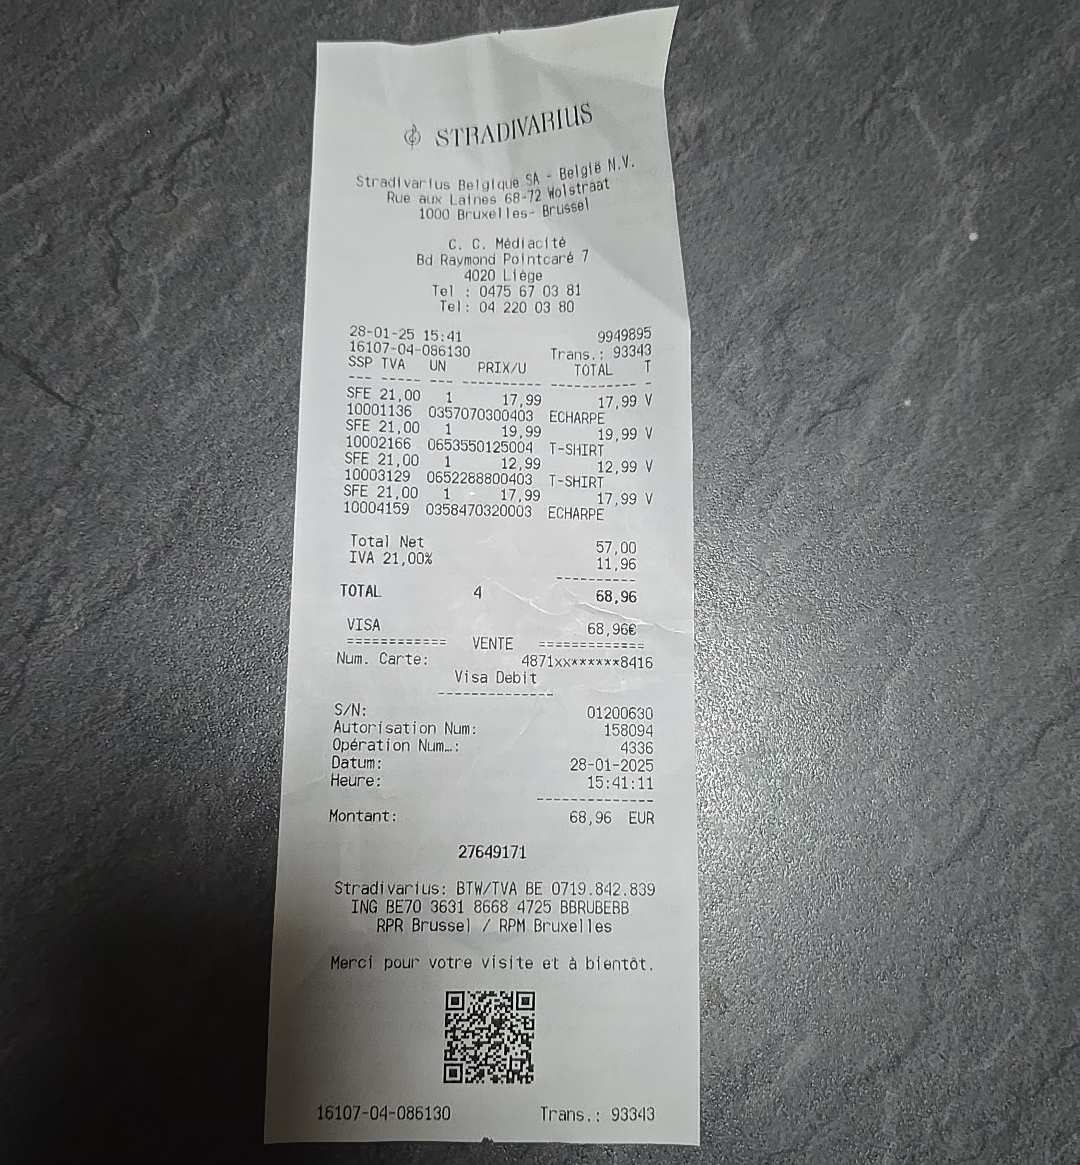 STRADIVARIUS
Stradivarius Belgique SA - België N.V.
Rue aux Laines 68-72 Wolstraat
1000 Bruxelles- Brussel
C. C. Médiacité
Bd Raymond Pointcaré 7
4020 Liège
Tel : 0475 67 03 81
Tel: 04 220 03 80
28-01-25 15:41 9949895
16107-04-086130 Trans.: 93343
SSP TVA UN PRIX/U TOTAL T
--- ----- --- ---------- ----------- -
SFE 21,00 1 17,99 17,99 V
10001136 0357070300403 ECHARPE
SFE 21,00 1 19,99 19,99 V
10002166 0653550125004 T-SHIRT
SFE 21,00 1 12,99 12,99 V
10003129 0652288800403 T-SHIRT
SFE 21,00 1 17,99 17,99 V
10004159 0358470320003 ECHARPE
Total Net 57,00
IVA 21,00% 11,96
----------
TOTAL 4 68,96
VISA 68,96€
============ VENTE =============
Num. Carte: 4871xx******8416
Visa Debit
--------------
S/N: 01200630
Autorisation Num: 158094
Opération Num…: 4336
Datum: 28-01-2025
Heure: 15:41:11
--------------
Montant: 68,96 EUR
27649171
Stradivarius: BTW/TVA BE 0719.842.839
ING BE70 3631 8668 4725 BBRUBEBB
RPR Brussel / RPM Bruxelles
Merci pour votre visite et à bientôt.
16107-04-086130 Trans.: 93343